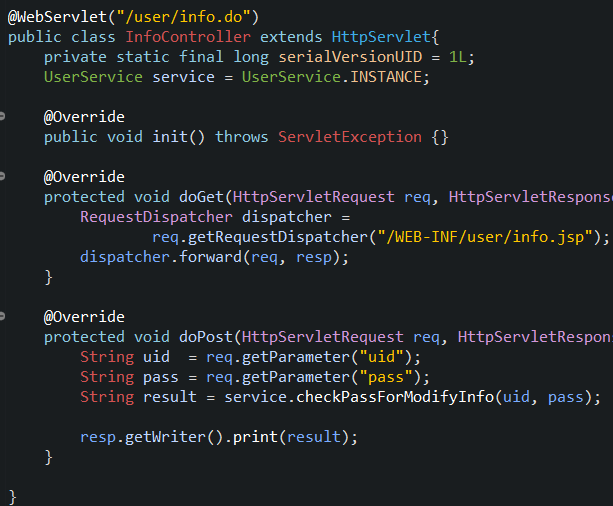 @WebServlet("/user/info.do")
public class InfoController extends HttpServlet{
    private static final long serialVersionUID = 1L;
    UserService service = UserService.INSTANCE;

    @Override
    public void init() throws ServletException {}

    @Override
    protected void doGet(HttpServletRequest req, HttpServletRespons
        RequestDispatcher dispatcher =
                req.getRequestDispatcher("/WEB-INF/user/info.jsp");
        dispatcher.forward(req, resp);
    }

    @Override
    protected void doPost(HttpServletRequest req, HttpServletRespon
        String uid  = req.getParameter("uid");
        String pass = req.getParameter("pass");
        String result = service.checkPassForModifyInfo(uid, pass);

        resp.getWriter().print(result);
    }

}